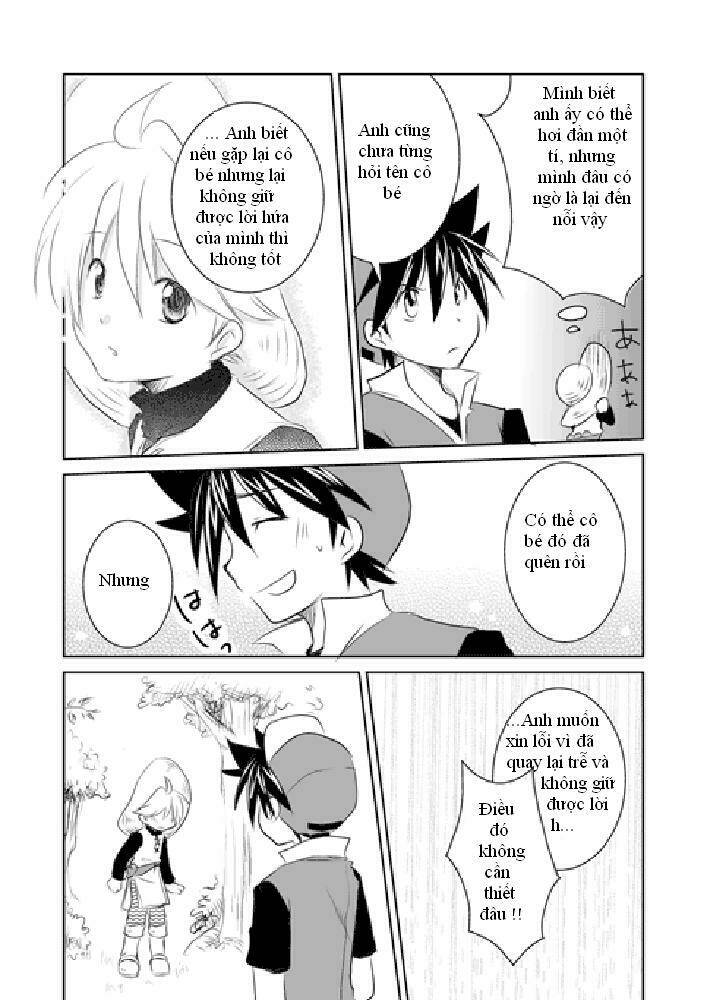 Mình biết
anh ấy có thể
hơi đần một
tí, nhưng
mình đâu có
ngờ là lại đến
nỗi vậy
Anh cũng
chưa từng
hỏi tên cô
bé
あぁぁぁ
... Anh biết
nếu gặp lại cô
bé nhưng lại
không giữ
được lời hứa
của mình thì
không tốt
Có thể cô
bé đó đã
quên rồi
Nhưng
はははっ
...Anh muốn
xin lỗi vì đã
quay lại trễ và
không giữ
được lời
h...
Điều
đó
không
cần
thiết
đâu !!